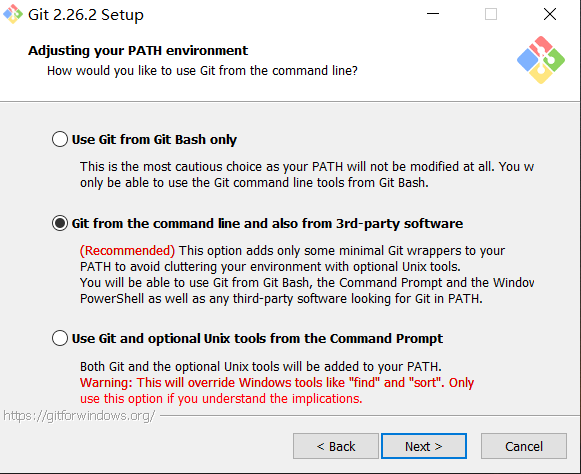 Git 2.26.2 Setup
Adjusting your PATH environment
How would you like to use Git from the command line?
Use Git from Git Bash only
This is the most cautious choice as your PATH will not be modified at all. You w
only be able to use the Git command line tools from Git Bash.
Git from the command line and also from 3rd-party software
(Recommended) This option adds only some minimal Git wrappers to your
PATH to avoid cluttering your environment with optional Unix tools.
You will be able to use Git from Git Bash, the Command Prompt and the Window
PowerShell as well as any third-party software looking for Git in PATH.
Use Git and optional Unix tools from the Command Prompt
Both Git and the optional Unix tools will be added to your PATH.
Warning: This will override Windows tools like "find" and "sort". Only
use this option if you understand the implications.
https://gitforwindows.org/
< Back Next > Cancel